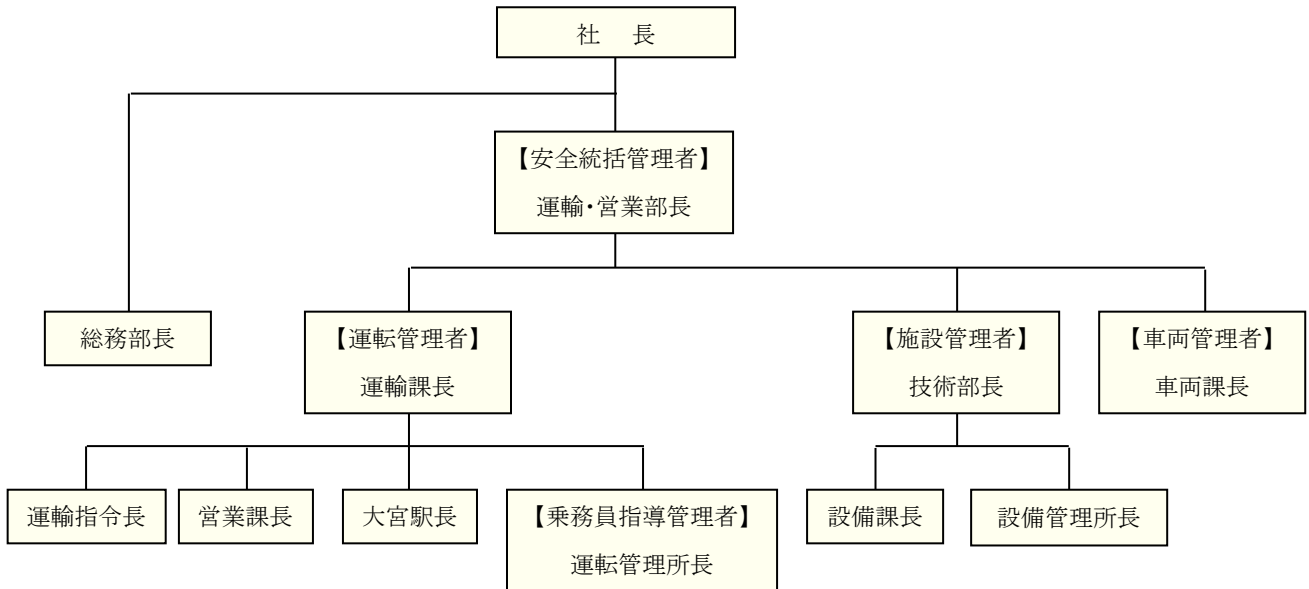 社 長
【安全統括管理者】
運輸・営業部長
総務部長
【運転管理者】
運輸課長
【施設管理者】
技術部長
【車両管理者】
車両課長
運輸指令長
営業課長
大宮駅長
【乗務員指導管理者】
運転管理所長
設備課長
設備管理所長